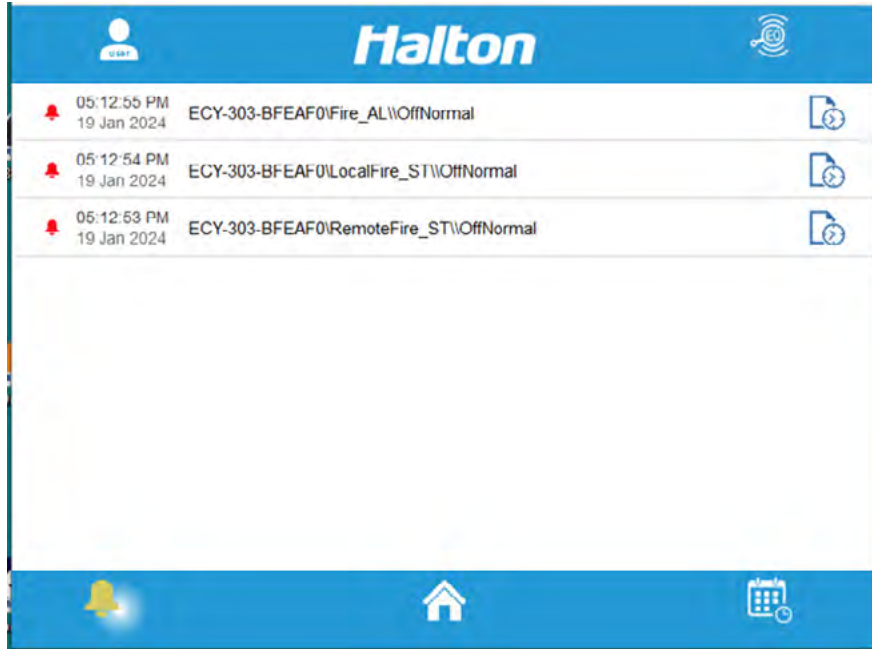 USER
Halton
EQ
05:12:55 PM
19 Jan 2024
ECY-303-BFEAF0\Fire_AL\\OffNormal
05:12:54 PM
19 Jan 2024
ECY-303-BFEAF0\LocalFire_ST\\OffNormal
05:12:53 PM
19 Jan 2024
ECY-303-BFEAF0\RemoteFire_ST\\OffNormal